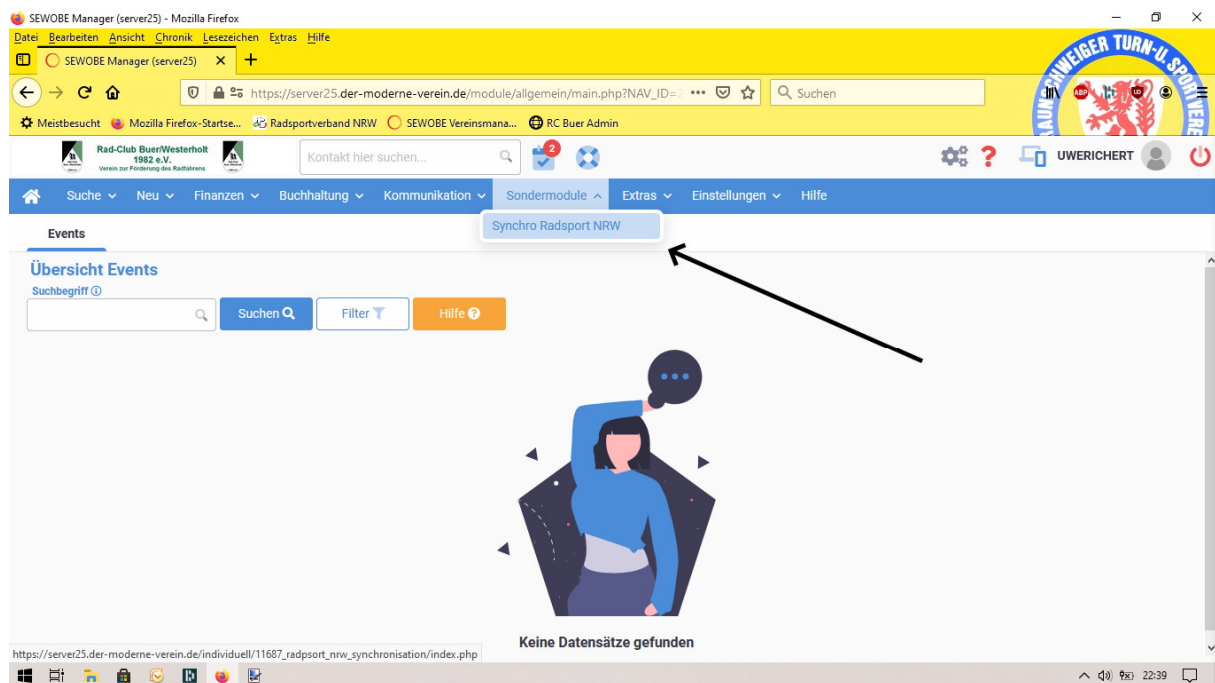 SEWOBE Manager (server25) - Mozilla Firefox
Datei Bearbeiten Ansicht Chronik Lesezeichen Extras Hilfe
SEWOBE Manager (server25)
https://server25.der-moderne-verein.de/module/allgemein/main.php?NAV_ID=2
Suchen
Meistbesucht Mozilla Firefox-Startse... Radsportverband NRW SEWOBE Vereinsmana... RC Buer Admin
Rad-Club Buer/Westerholt
1982 e.V.
Verein zur Förderung des Radfahrens
Kontakt hier suchen...
2
UWERICHERT
Suche Neu Finanzen Buchhaltung Kommunikation Sondermodule Extras Einstellungen Hilfe
Synchro Radsport NRW
Events
Übersicht Events
Suchbegriff
Suchen Filter Hilfe
Keine Datensätze gefunden
https://server25.der-moderne-verein.de/individuell/11687_radpsort_nrw_synchronisation/index.php
22:39